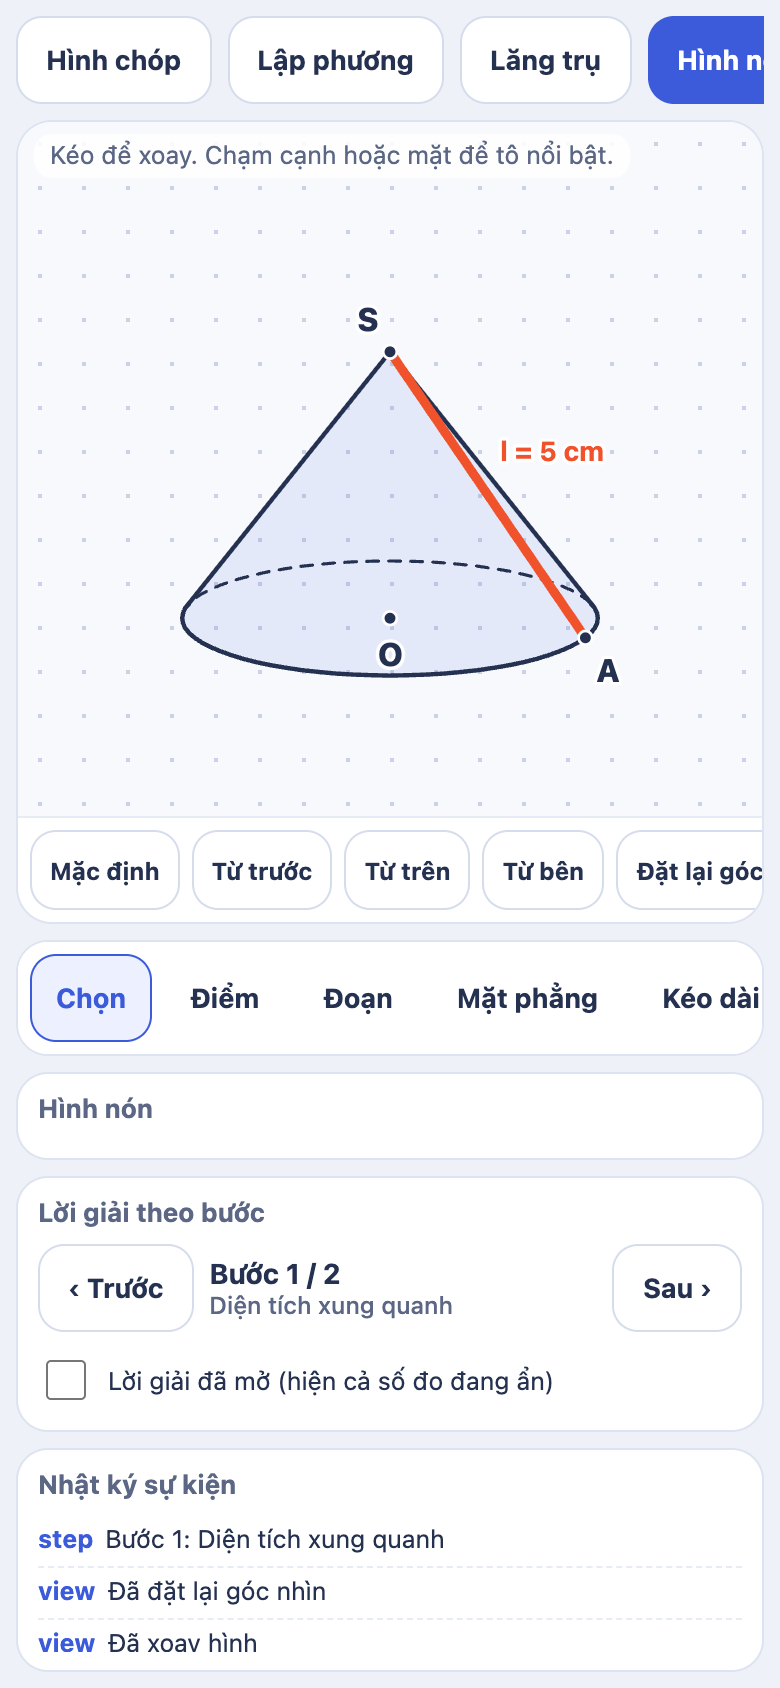 Hình chóp
Lập phương
Lăng trụ
Hình n
Kéo để xoay. Chạm cạnh hoặc mặt để tô nổi bật.
S
l = 5 cm
O
A
Mặc định
Từ trước
Từ trên
Từ bên
Đặt lại góc
Chọn
Điểm
Đoạn
Mặt phẳng
Kéo dài
Hình nón
Lời giải theo bước
‹ Trước
Bước 1 / 2
Diện tích xung quanh
Sau ›
Lời giải đã mở (hiện cả số đo đang ẩn)
Nhật ký sự kiện
step Bước 1: Diện tích xung quanh
view Đã đặt lại góc nhìn
view Đã xoay hình